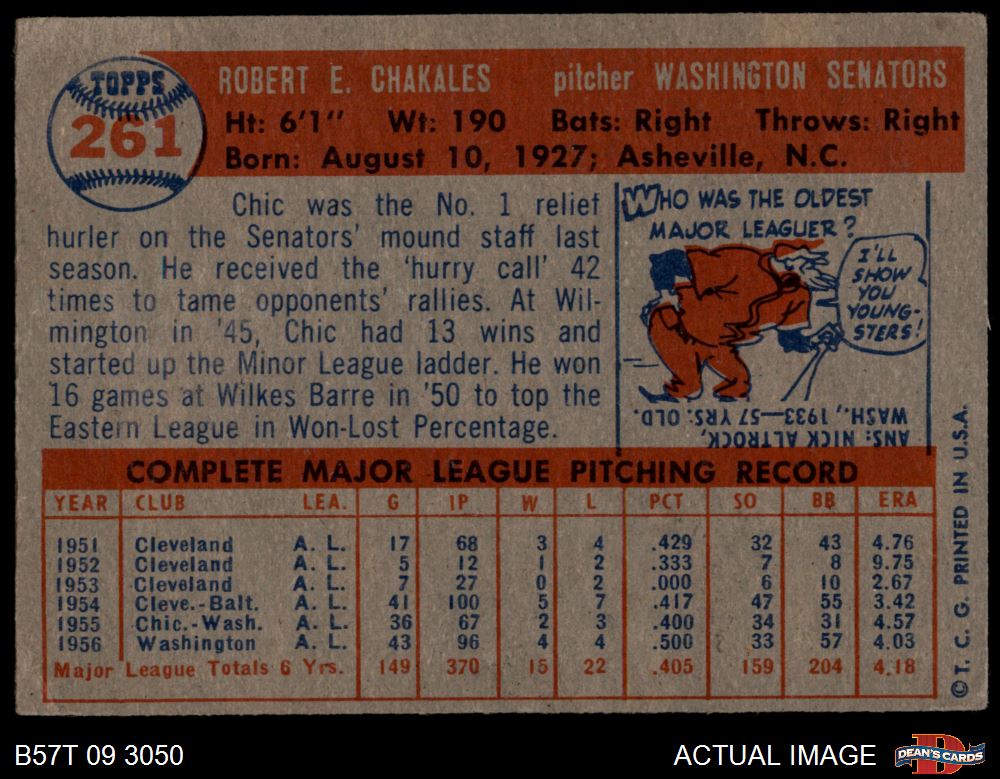 TOPPS
261
ROBERT E. CHAKALES pitcher WASHINGTON SENATORS
Ht: 6'1" Wt: 190 Bats: Right Throws: Right
Born: August 10, 1927; Asheville, N.C.
Chic was the No. 1 relief
hurler on the Senators' mound staff last
season. He received the 'hurry call' 42
times to tame opponents' rallies. At Wil-
mington in '45, Chic had 13 wins and
started up the Minor League ladder. He won
16 games at Wilkes Barre in '50 to top the
Eastern League in Won-Lost Percentage.
WHO WAS THE OLDEST
MAJOR LEAGUER?
I'LL
SHOW
YOU
YOUNG-
STERS!
ANS: NICK ALTROCK,
WASH., 1933—57 YRS. OLD.
COMPLETE MAJOR LEAGUE PITCHING RECORD
YEAR CLUB LEA. G IP W L PCT SO BB ERA
1951 Cleveland A. L. 17 68 3 4 .429 32 43 4.76
1952 Cleveland A. L. 5 12 1 2 .333 7 8 9.75
1953 Cleveland A. L. 7 27 0 2 .000 6 10 2.67
1954 Cleve.-Balt. A. L. 41 100 5 7 .417 47 55 3.42
1955 Chic.-Wash. A. L. 36 67 2 3 .400 34 31 4.57
1956 Washington A. L. 43 96 4 4 .500 33 57 4.03
Major League Totals 6 Yrs. 149 370 15 22 .405 159 204 4.18
© T. C. G. PRINTED IN U.S.A.
B57T 09 3050
ACTUAL IMAGE
DEAN'S CARDS